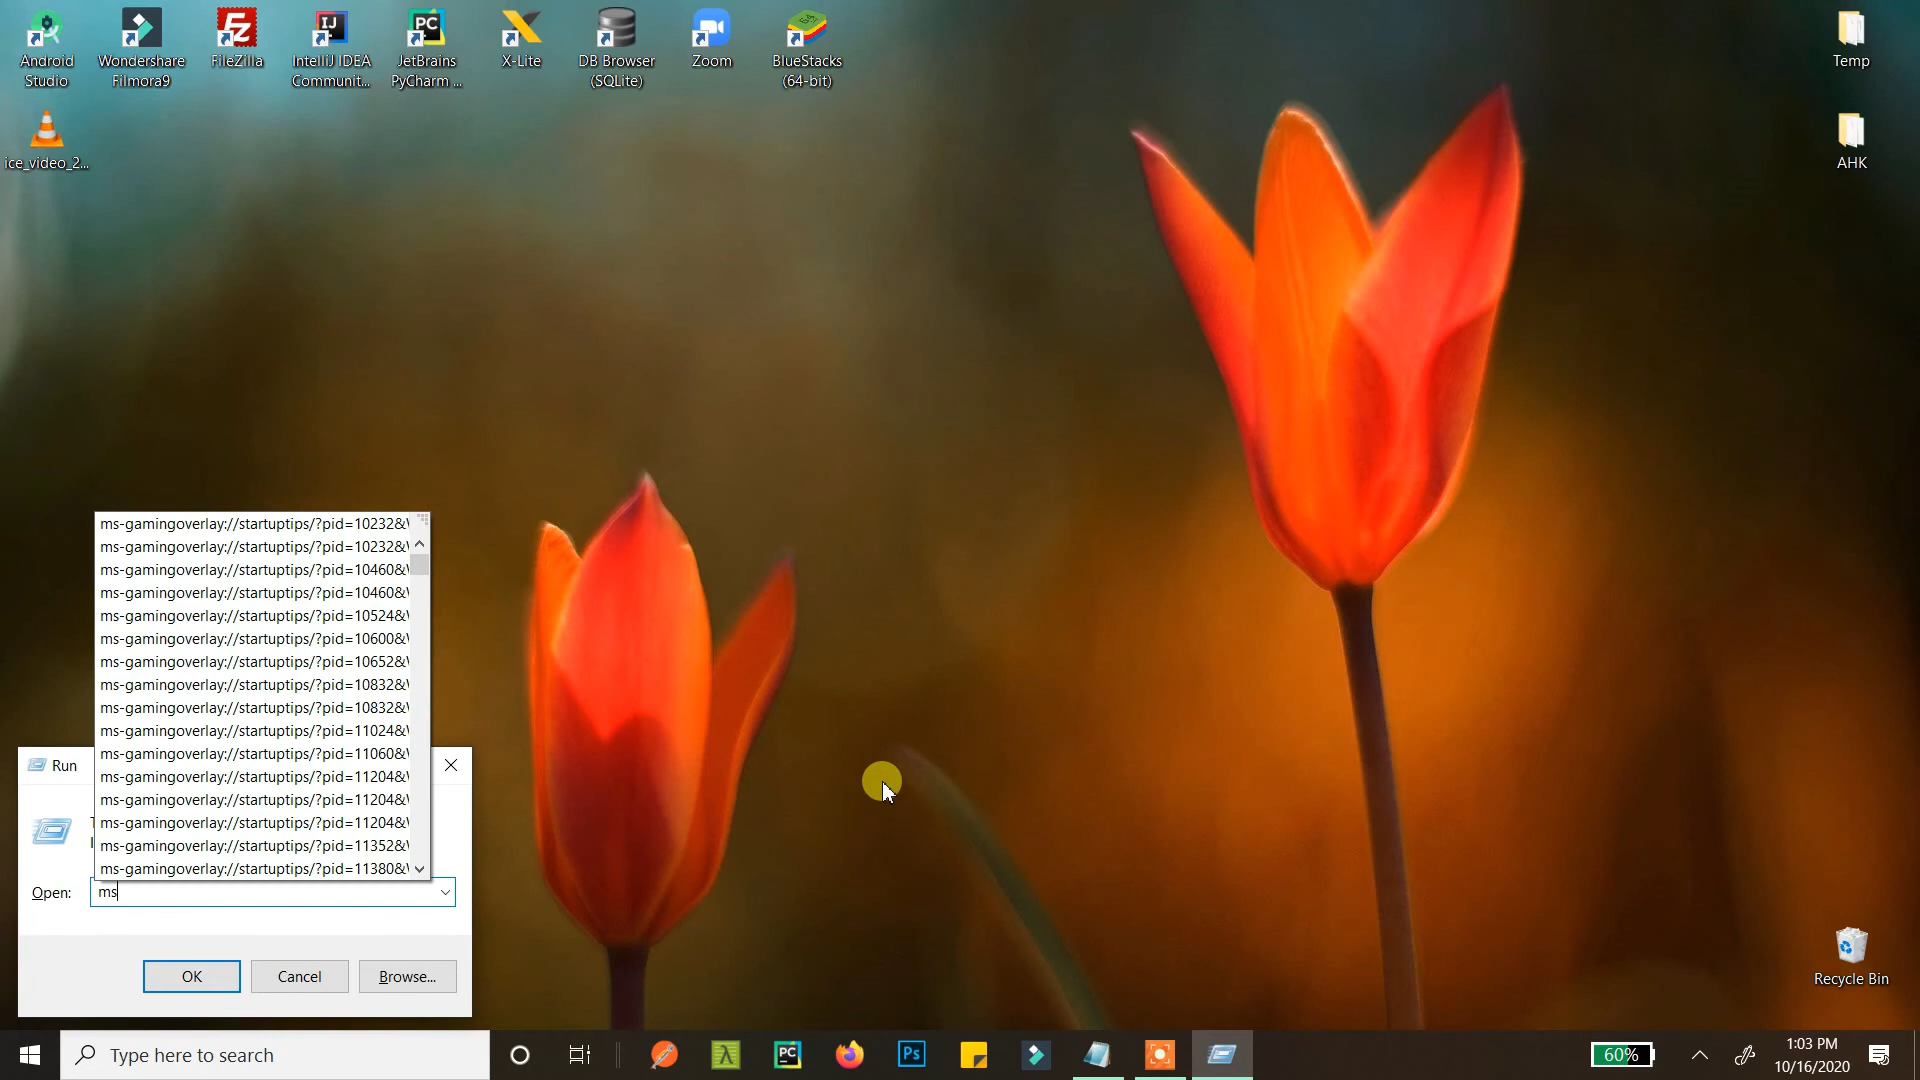 Android
Studio
Wondershare
Filmora9
FileZilla
IntelliJ IDEA
Communit...
JetBrains
PyCharm ...
X-Lite
DB Browser
(SQLite)
Zoom
BlueStacks
(64-bit)
Temp
ice_video_2...
AHK
ms-gamingoverlay://startuptips/?pid=10232&
ms-gamingoverlay://startuptips/?pid=10232&
ms-gamingoverlay://startuptips/?pid=10460&
ms-gamingoverlay://startuptips/?pid=10460&
ms-gamingoverlay://startuptips/?pid=10524&
ms-gamingoverlay://startuptips/?pid=10600&
ms-gamingoverlay://startuptips/?pid=10652&
ms-gamingoverlay://startuptips/?pid=10832&
ms-gamingoverlay://startuptips/?pid=10832&
ms-gamingoverlay://startuptips/?pid=11024&
ms-gamingoverlay://startuptips/?pid=11060&
ms-gamingoverlay://startuptips/?pid=11204&
ms-gamingoverlay://startuptips/?pid=11204&
ms-gamingoverlay://startuptips/?pid=11204&
ms-gamingoverlay://startuptips/?pid=11352&
ms-gamingoverlay://startuptips/?pid=11380&
Run
Open:
ms
OK
Cancel
Browse...
Recycle Bin
Type here to search
PC
Ps
60%
1:03 PM
10/16/2020